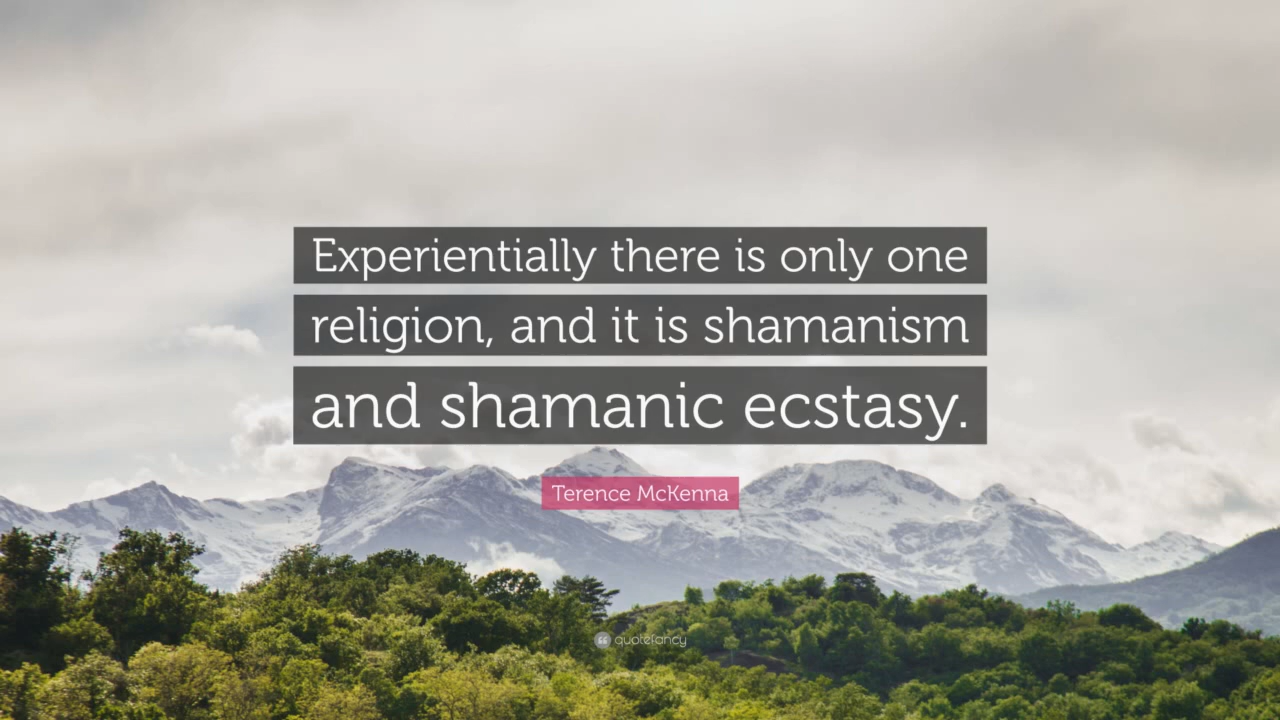 Experientially there is only one
religion, and it is shamanism
and shamanic ecstasy.
Terence McKenna
quotefancy